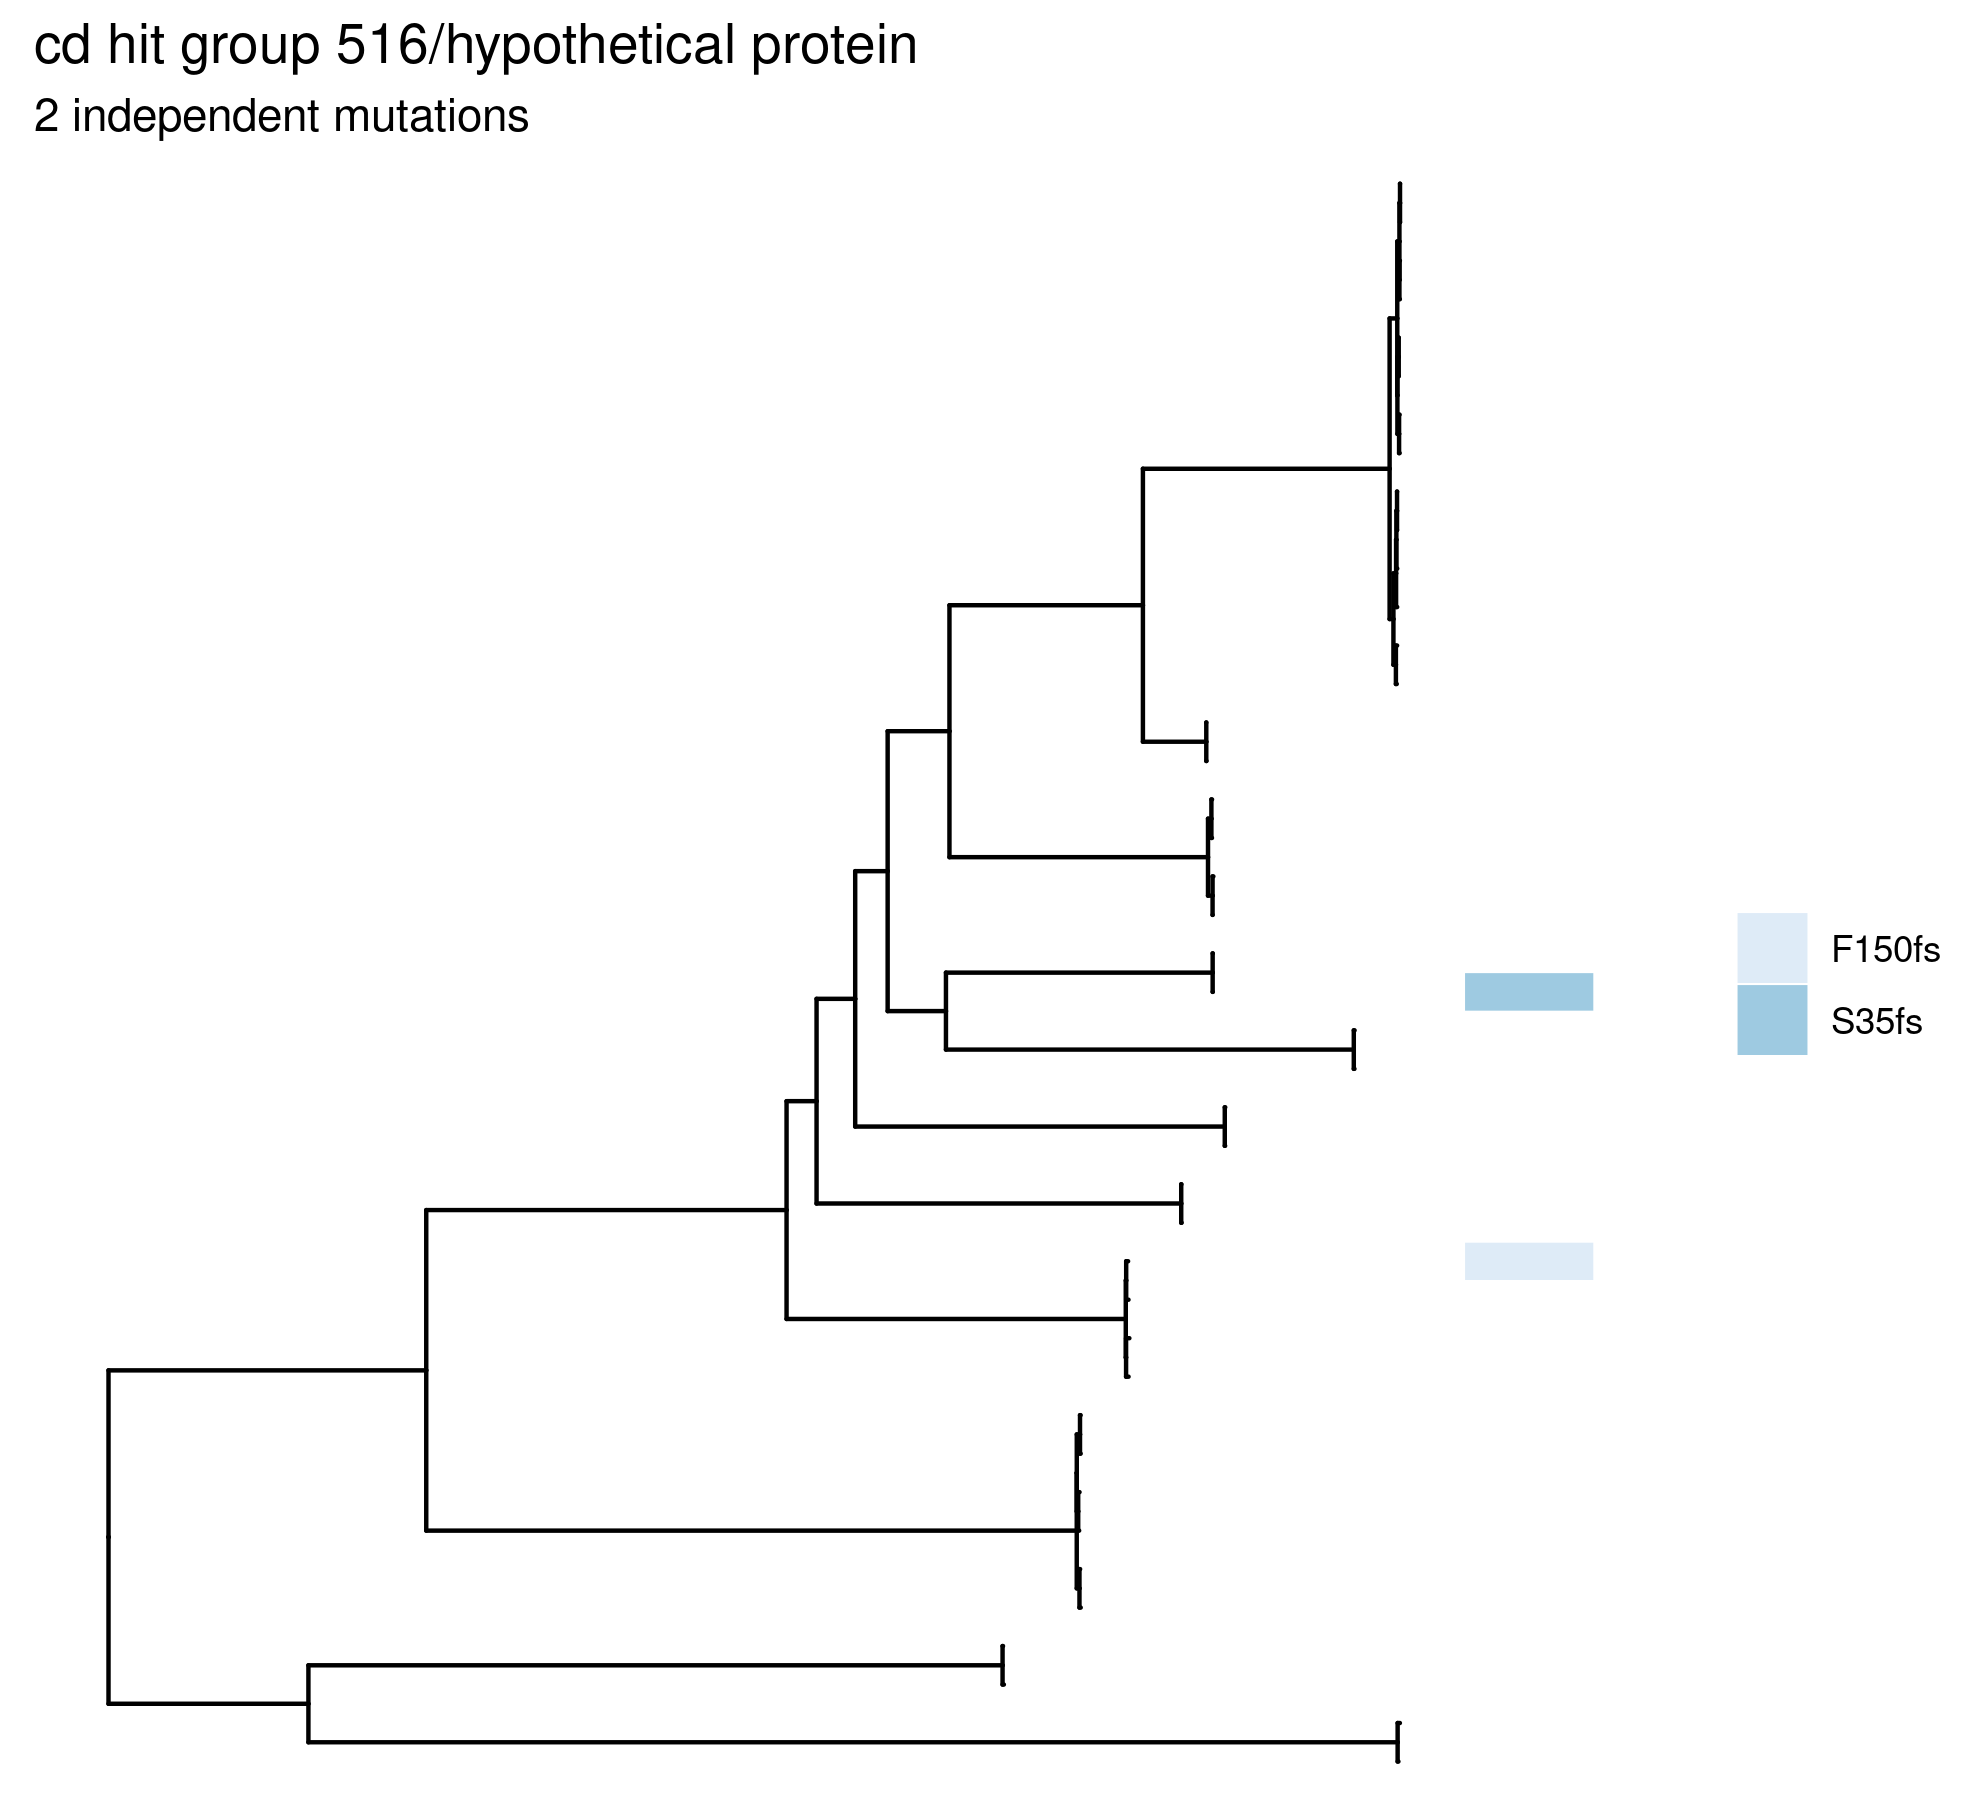 cd hit group 516/hypothetical protein
2 independent mutations
F150fs
S35fs